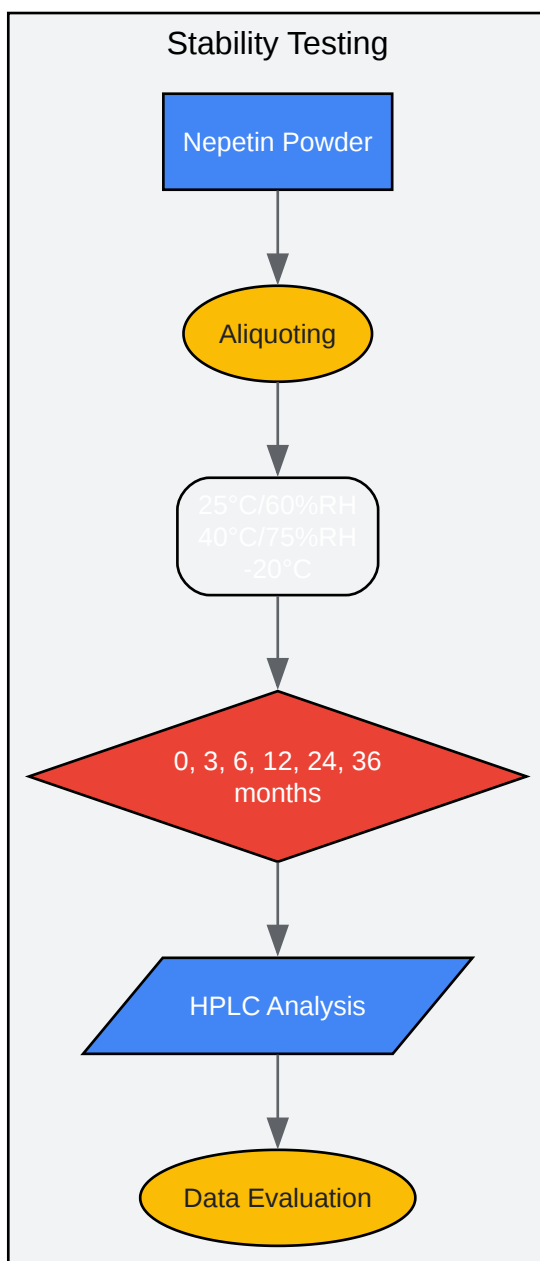 Stability Testing
Nepetin Powder
Aliquoting
25°C/60%RH
40°C/75%RH
-20°C
0, 3, 6, 12, 24, 36
months
HPLC Analysis
Data Evaluation